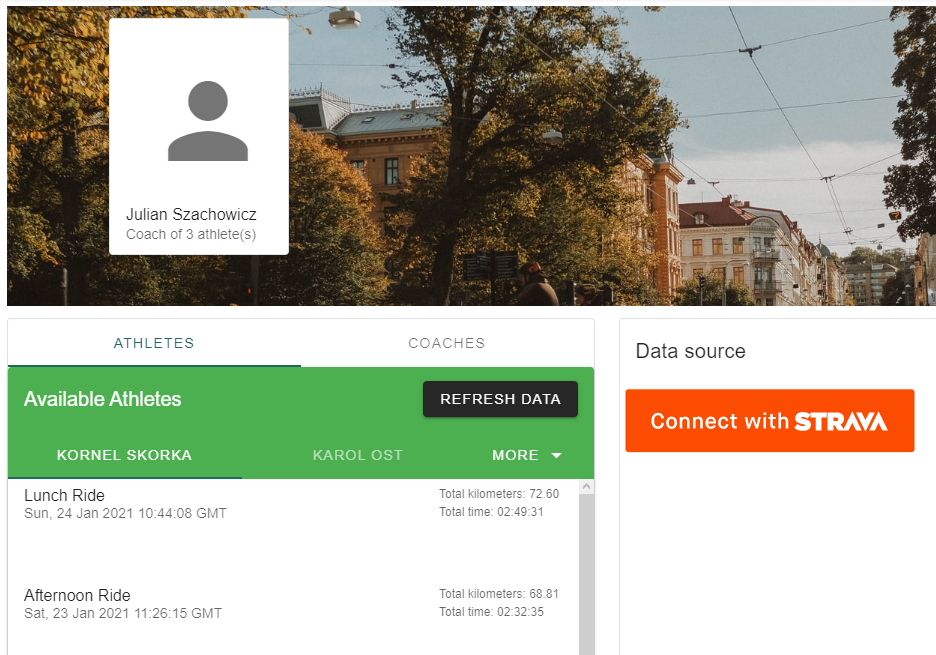 Julian Szachowicz
Coach of 3 athlete(s)
ATHLETES
COACHES
Available Athletes
REFRESH DATA
KORNEL SKORKA
KAROL OST
MORE
Lunch Ride
Sun, 24 Jan 2021 10:44:08 GMT
Total kilometers: 72.60
Total time: 02:49:31
Afternoon Ride
Sat, 23 Jan 2021 11:26:15 GMT
Total kilometers: 68.81
Total time: 02:32:35
Data source
Connect with STRAVA